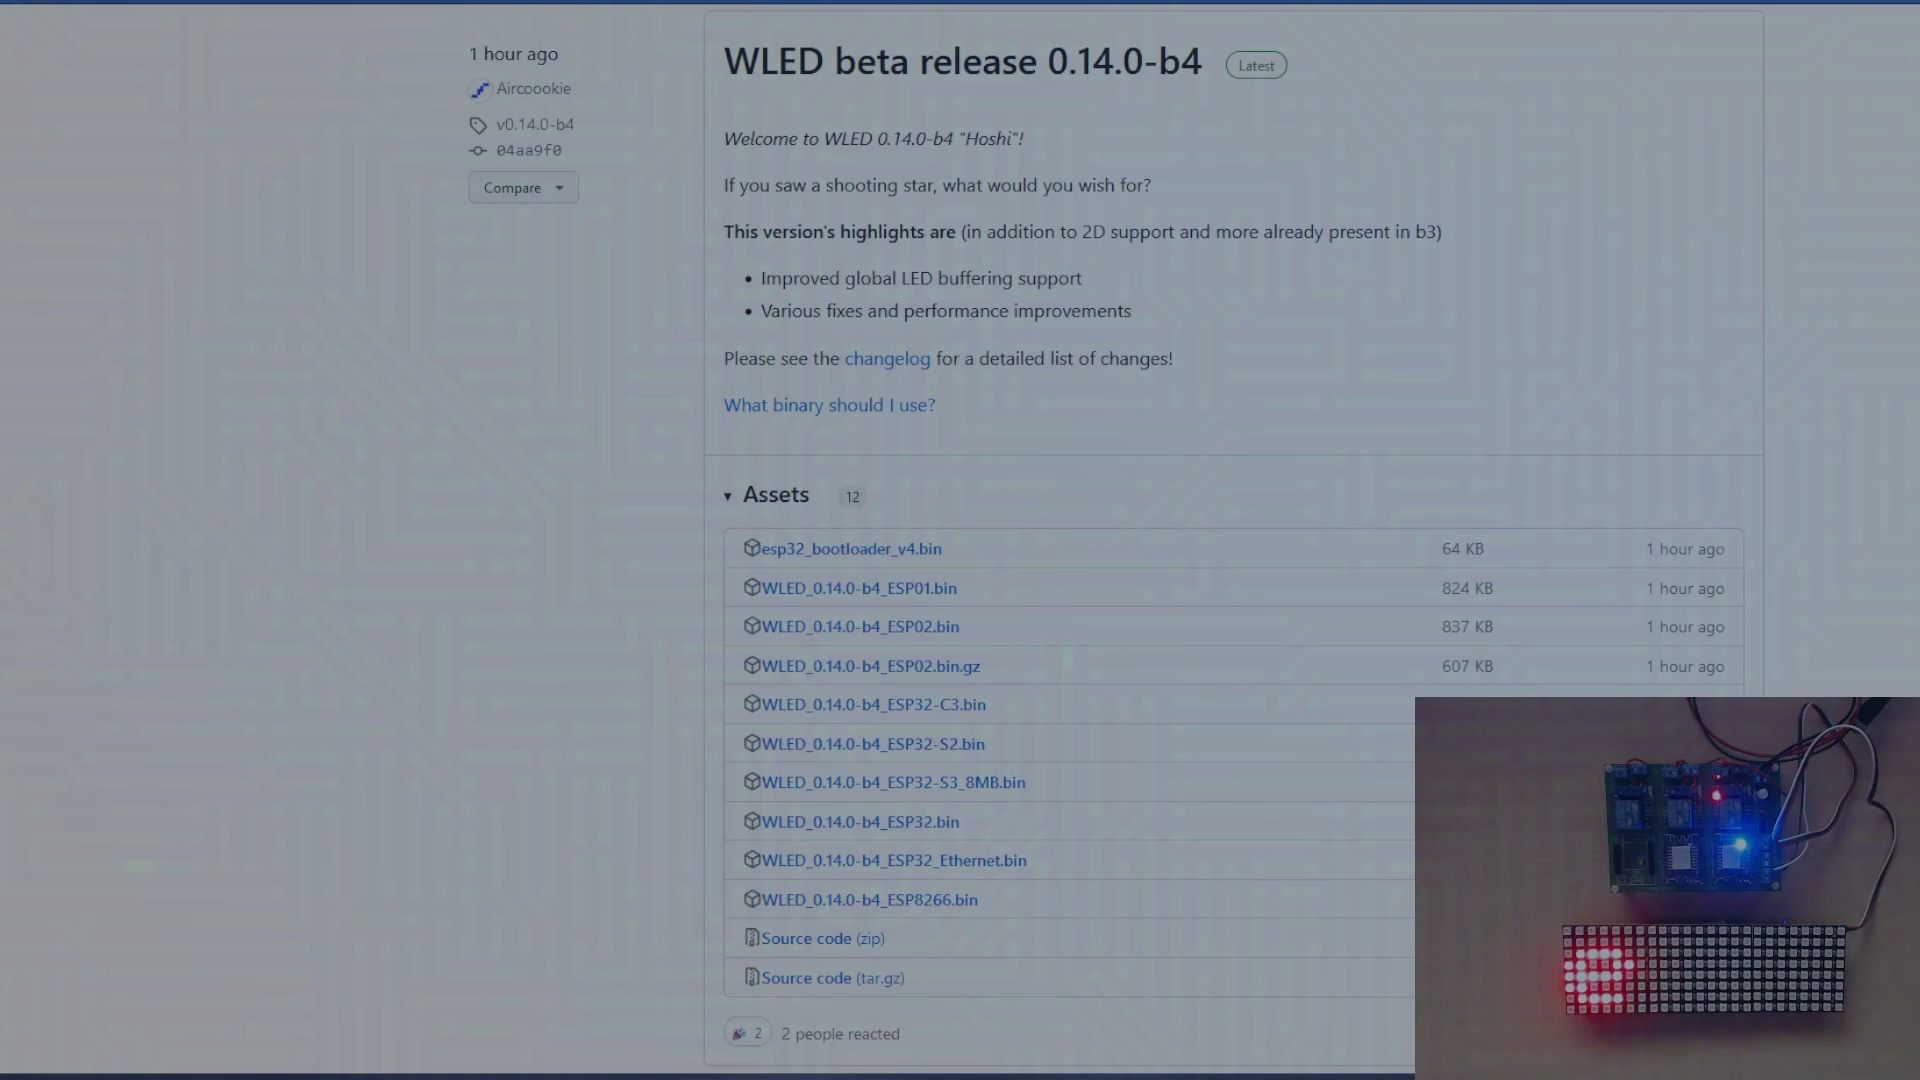 1 hour ago
Aircoookie
v0.14.0-b4
04aa9f0
Compare
WLED beta release 0.14.0-b4 Latest
Welcome to WLED 0.14.0-b4 "Hoshi"!
If you saw a shooting star, what would you wish for?
This version's highlights are (in addition to 2D support and more already present in b3)
• Improved global LED buffering support
• Various fixes and performance improvements
Please see the changelog for a detailed list of changes!
What binary should I use?
Assets 12
esp32_bootloader_v4.bin 64 KB 1 hour ago
WLED_0.14.0-b4_ESP01.bin 824 KB 1 hour ago
WLED_0.14.0-b4_ESP02.bin 837 KB 1 hour ago
WLED_0.14.0-b4_ESP02.bin.gz 607 KB 1 hour ago
WLED_0.14.0-b4_ESP32-C3.bin
WLED_0.14.0-b4_ESP32-S2.bin
WLED_0.14.0-b4_ESP32-S3_8MB.bin
WLED_0.14.0-b4_ESP32.bin
WLED_0.14.0-b4_ESP32_Ethernet.bin
WLED_0.14.0-b4_ESP8266.bin
Source code (zip)
Source code (tar.gz)
2 2 people reacted